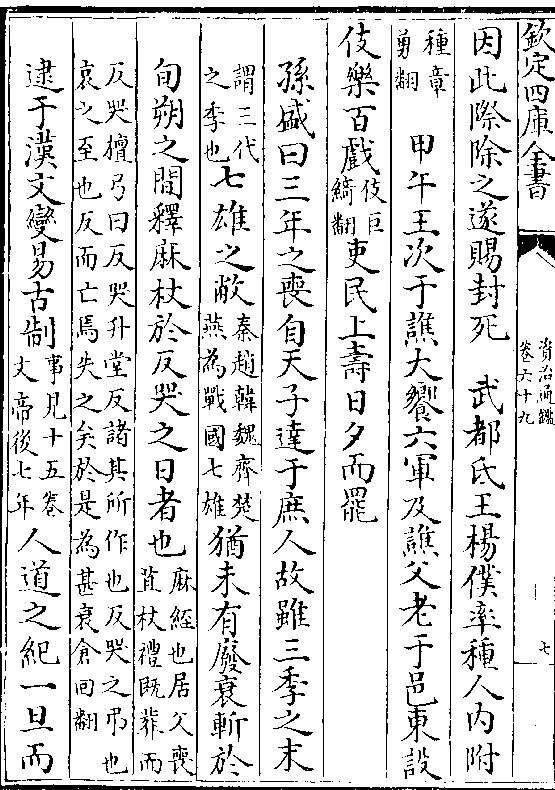 欽定四庫全書
資治通鑑
卷六十九
七
因此際除之遂賜封死　武都氐王楊僕率種人内附
種章
勇翻
甲午王次于譙大饗六軍及譙父老于邑東設
伎樂百戲
伎巨
綺翻
吏民上壽日夕而罷
孫盛曰三年之喪自天子達于庶人故雖三季之末
謂三代
之季也
七雄之敝
秦趙韓魏齊楚
燕為戰國七雄
猶未有廢衰斬於
旬朔之間釋麻杖於反哭之日者也
麻絰也居父喪
苴杖禮既葬而
反哭檀弓曰反哭升堂反諸其所作也反哭之弔也
哀之至也反而亡焉失之矣於是為甚衰倉回翻
逮于漢文變易古制
事見十五卷
文帝後七年
人道之紀一旦而